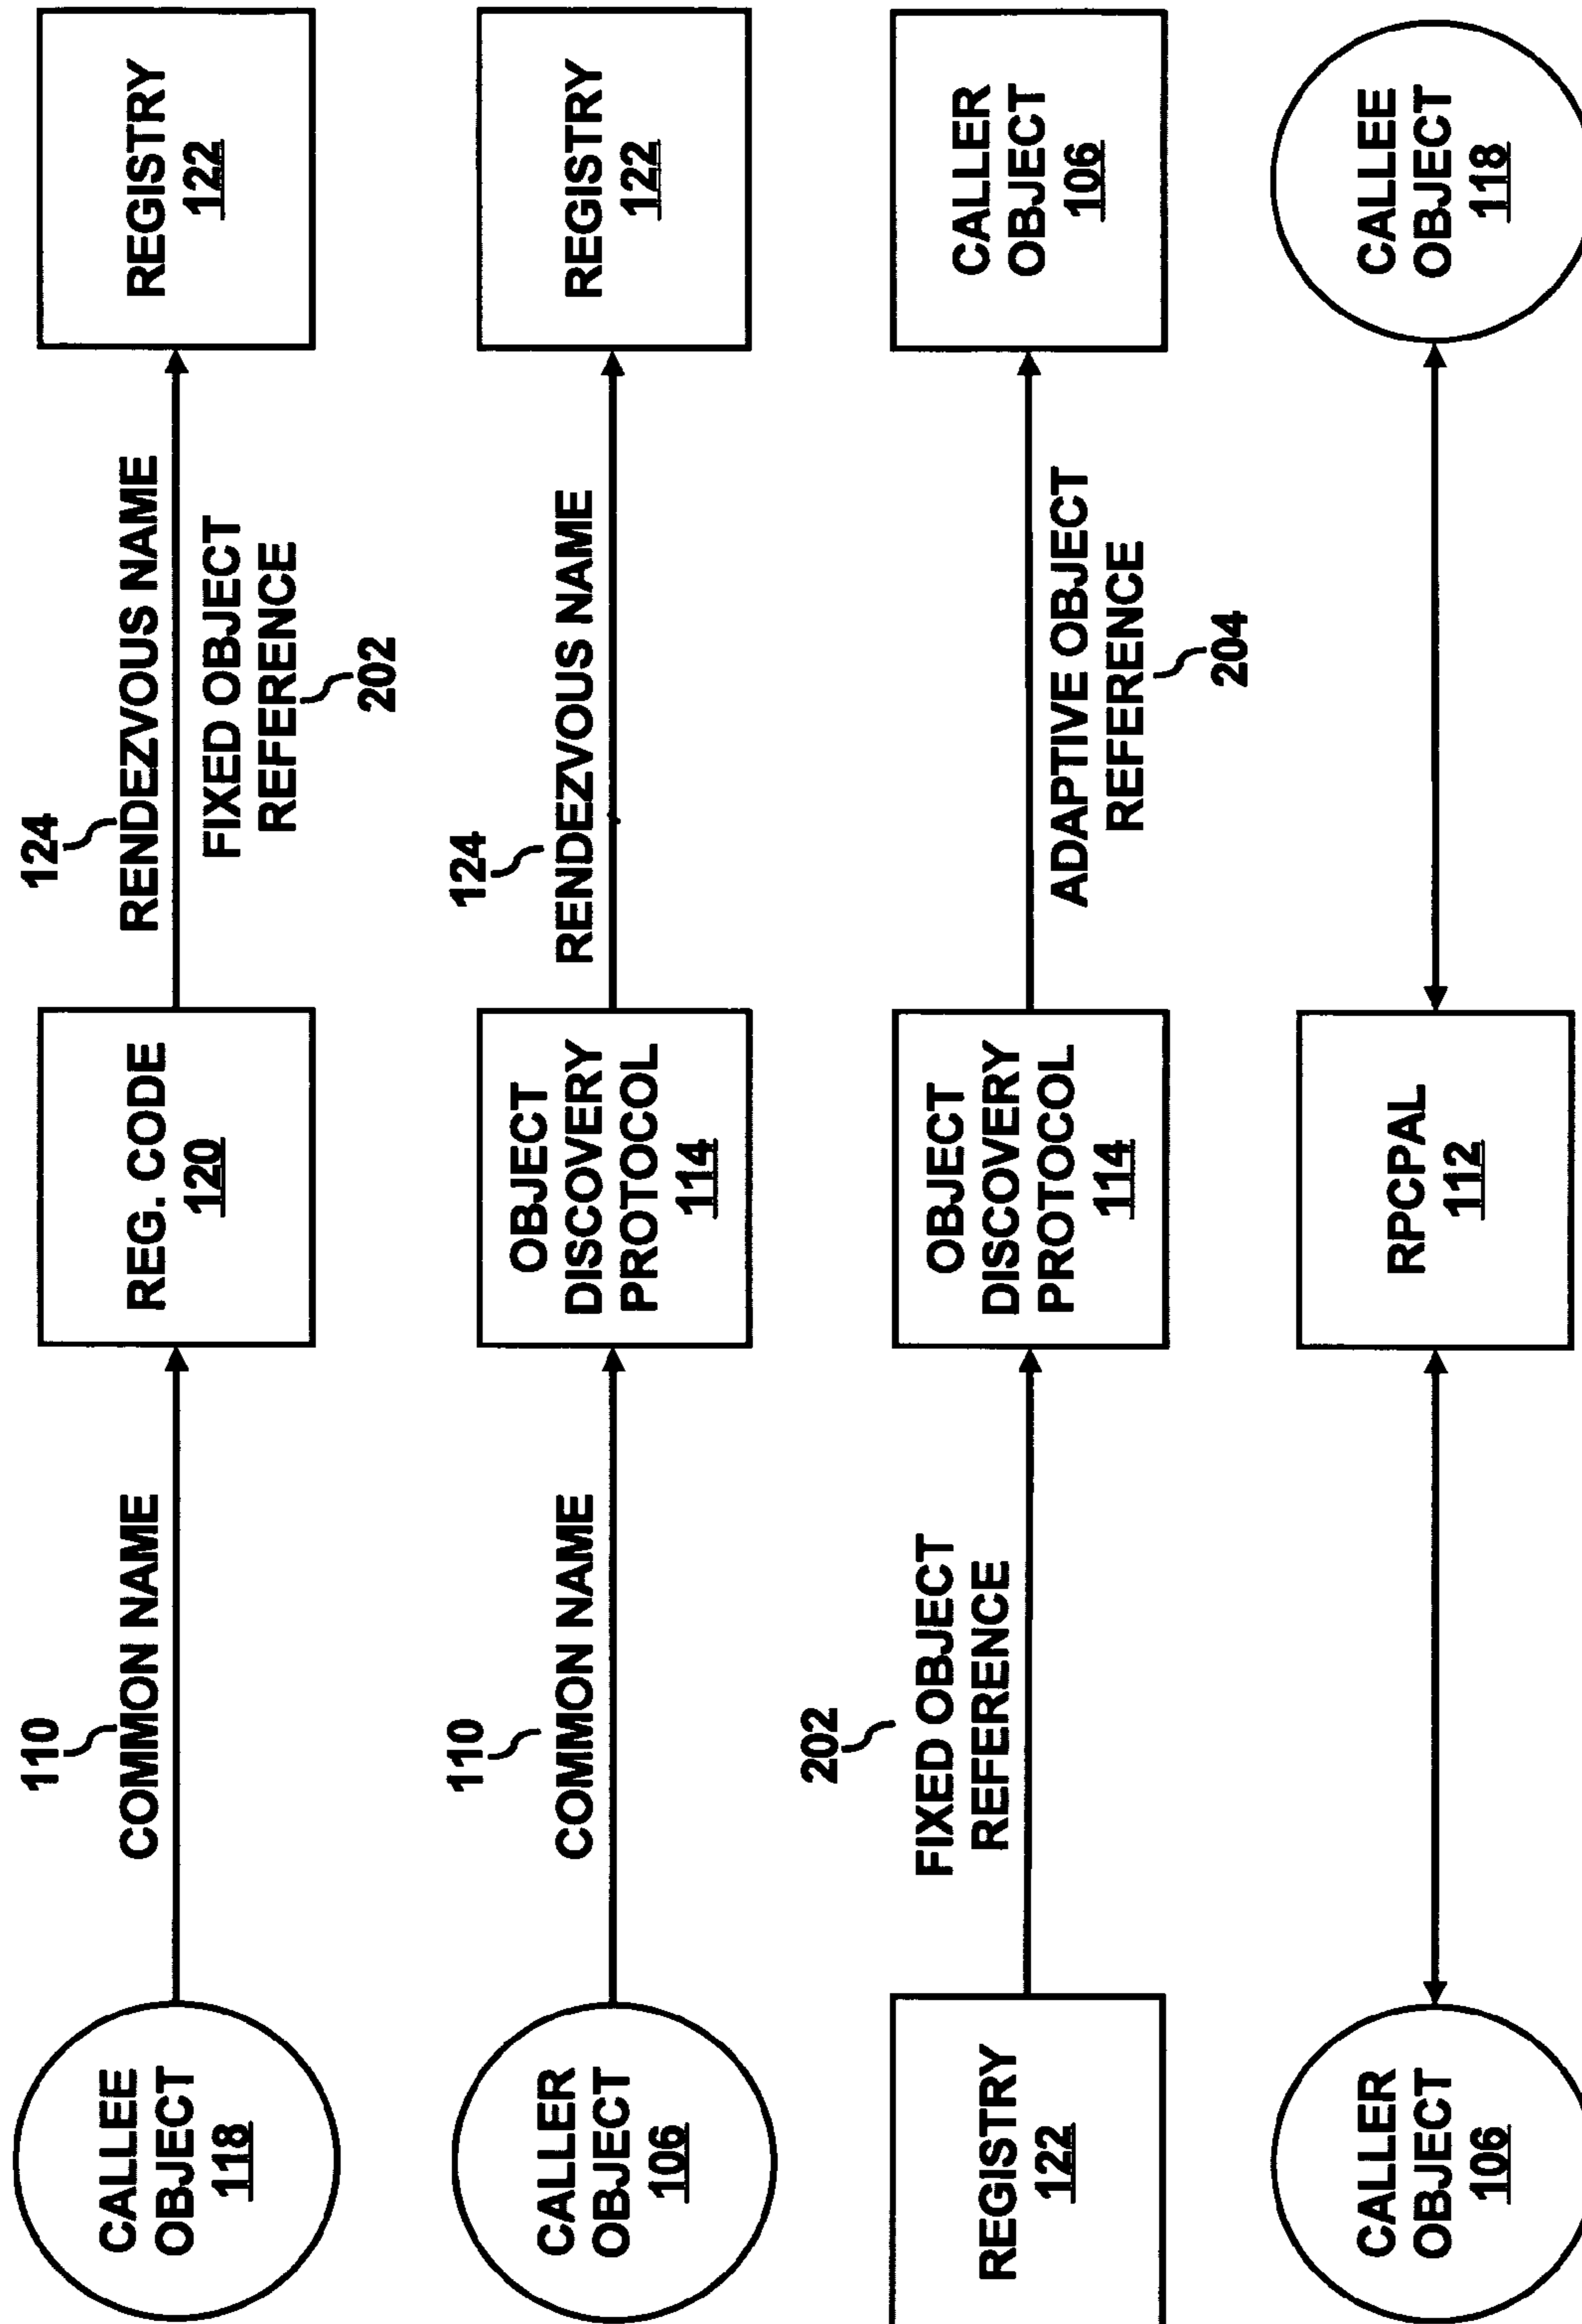 110
124
CALLEE
OBJECT
118
COMMON NAME
REG. CODE
120
RENDEZVOUS NAME
FIXED OBJECT
REFERENCE
202
REGISTRY
122
110
124
CALLER
OBJECT
106
COMMON NAME
OBJECT
DISCOVERY
PROTOCOL
114
RENDEZVOUS NAME
REGISTRY
122
202
REGISTRY
122
FIXED OBJECT
REFERENCE
OBJECT
DISCOVERY
PROTOCOL
114
ADAPTIVE OBJECT
REFERENCE
204
CALLER
OBJECT
106
CALLER
OBJECT
106
RPCPAL
112
CALLEE
OBJECT
118